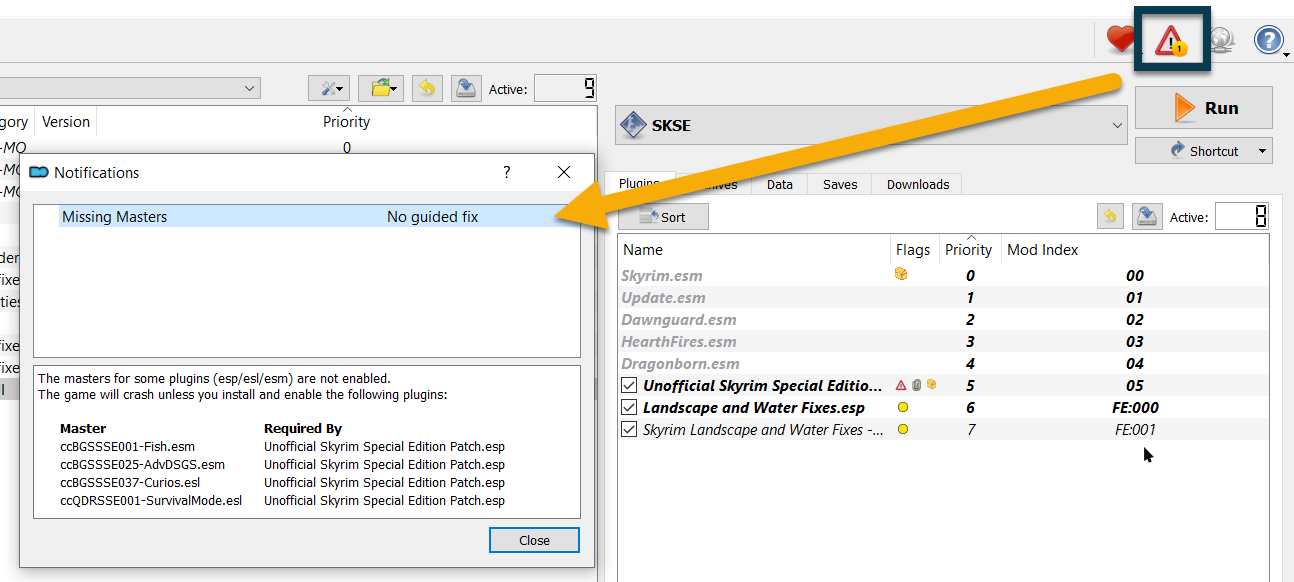 1
Active: 9
gory Version Priority
-MO 0
-MO
-MO
SKSE
Run
Shortcut
Notifications ?
Missing Masters No guided fix
Plugins Archives Data Saves Downloads
Sort Active: 8
Name Flags Priority Mod Index
Skyrim.esm 0 00
Update.esm 1 01
Dawnguard.esm 2 02
HearthFires.esm 3 03
Dragonborn.esm 4 04
Unofficial Skyrim Special Editio... 5 05
Landscape and Water Fixes.esp 6 FE:000
Skyrim Landscape and Water Fixes -... 7 FE:001
der
fixe
ties
fixe
fixe
The masters for some plugins (esp/esl/esm) are not enabled.
The game will crash unless you install and enable the following plugins:
Master Required By
ccBGSSSE001-Fish.esm Unofficial Skyrim Special Edition Patch.esp
ccBGSSSE025-AdvDSGS.esm Unofficial Skyrim Special Edition Patch.esp
ccBGSSSE037-Curios.esl Unofficial Skyrim Special Edition Patch.esp
ccQDRSSE001-SurvivalMode.esl Unofficial Skyrim Special Edition Patch.esp
Close